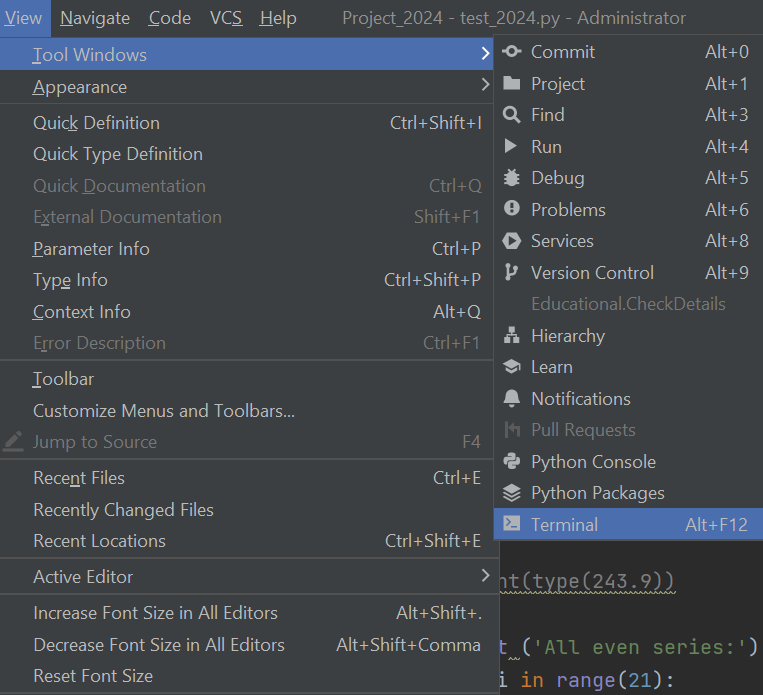 View Navigate Code VCS Help Project_2024 - test_2024.py - Administrator
Tool Windows
Appearance
Quick Definition Ctrl+Shift+I
Quick Type Definition
Quick Documentation Ctrl+Q
External Documentation Shift+F1
Parameter Info Ctrl+P
Type Info Ctrl+Shift+P
Context Info Alt+Q
Error Description Ctrl+F1
Toolbar
Customize Menus and Toolbars...
Jump to Source F4
Recent Files Ctrl+E
Recently Changed Files
Recent Locations Ctrl+Shift+E
Active Editor
Increase Font Size in All Editors Alt+Shift+.
Decrease Font Size in All Editors Alt+Shift+Comma
Reset Font Size
Commit Alt+0
Project Alt+1
Find Alt+3
Run Alt+4
Debug Alt+5
Problems Alt+6
Services Alt+8
Version Control Alt+9
Educational.CheckDetails
Hierarchy
Learn
Notifications
Pull Requests
Python Console
Python Packages
Terminal Alt+F12
nt(type(243.9))
t ('All even series:')
i in range(21):